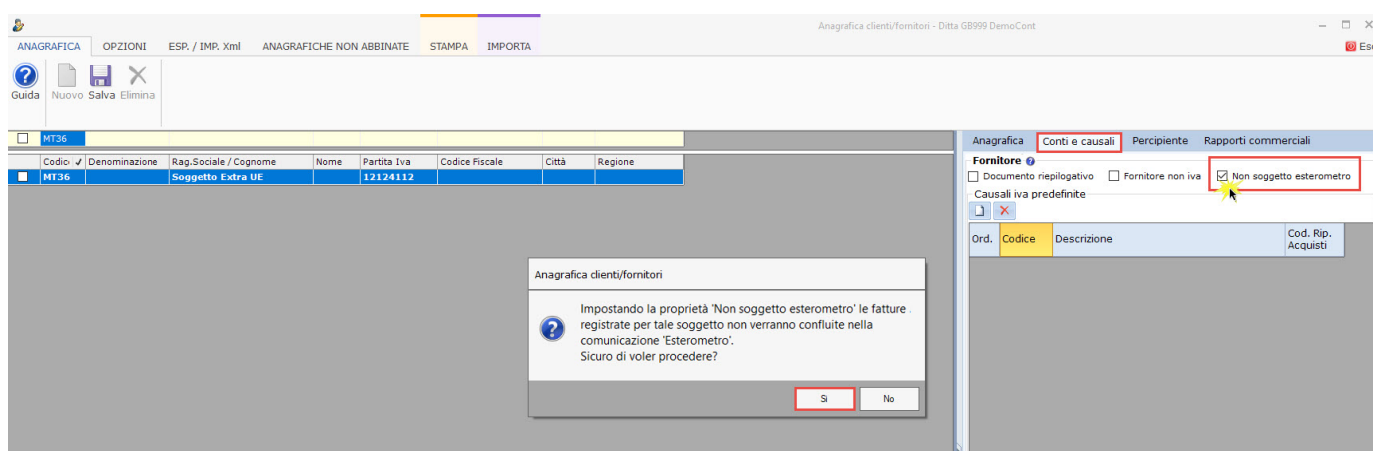 Anagrafica clienti/fornitori - Ditta GB999 DemoCont
ANAGRAFICA OPZIONI ESP. / IMP. Xml ANAGRAFICHE NON ABBINATE STAMPA IMPORTA
Guida Nuovo Salva Elimina
MT36
Codic Denominazione Rag.Sociale / Cognome Nome Partita Iva Codice Fiscale Città Regione
MT36 Soggetto Extra UE 12124112
Anagrafica Conti e causali Percipiente Rapporti commerciali
Fornitore
Documento riepilogativo Fornitore non iva Non soggetto esterometro
Causali iva predefinite
Ord. Codice Descrizione Cod. Rip. Acquisti
Anagrafica clienti/fornitori
Impostando la proprietà 'Non soggetto esterometro' le fatture
registrate per tale soggetto non verranno confluite nella
comunicazione 'Esterometro'.
Sicuro di voler procedere?
Si No